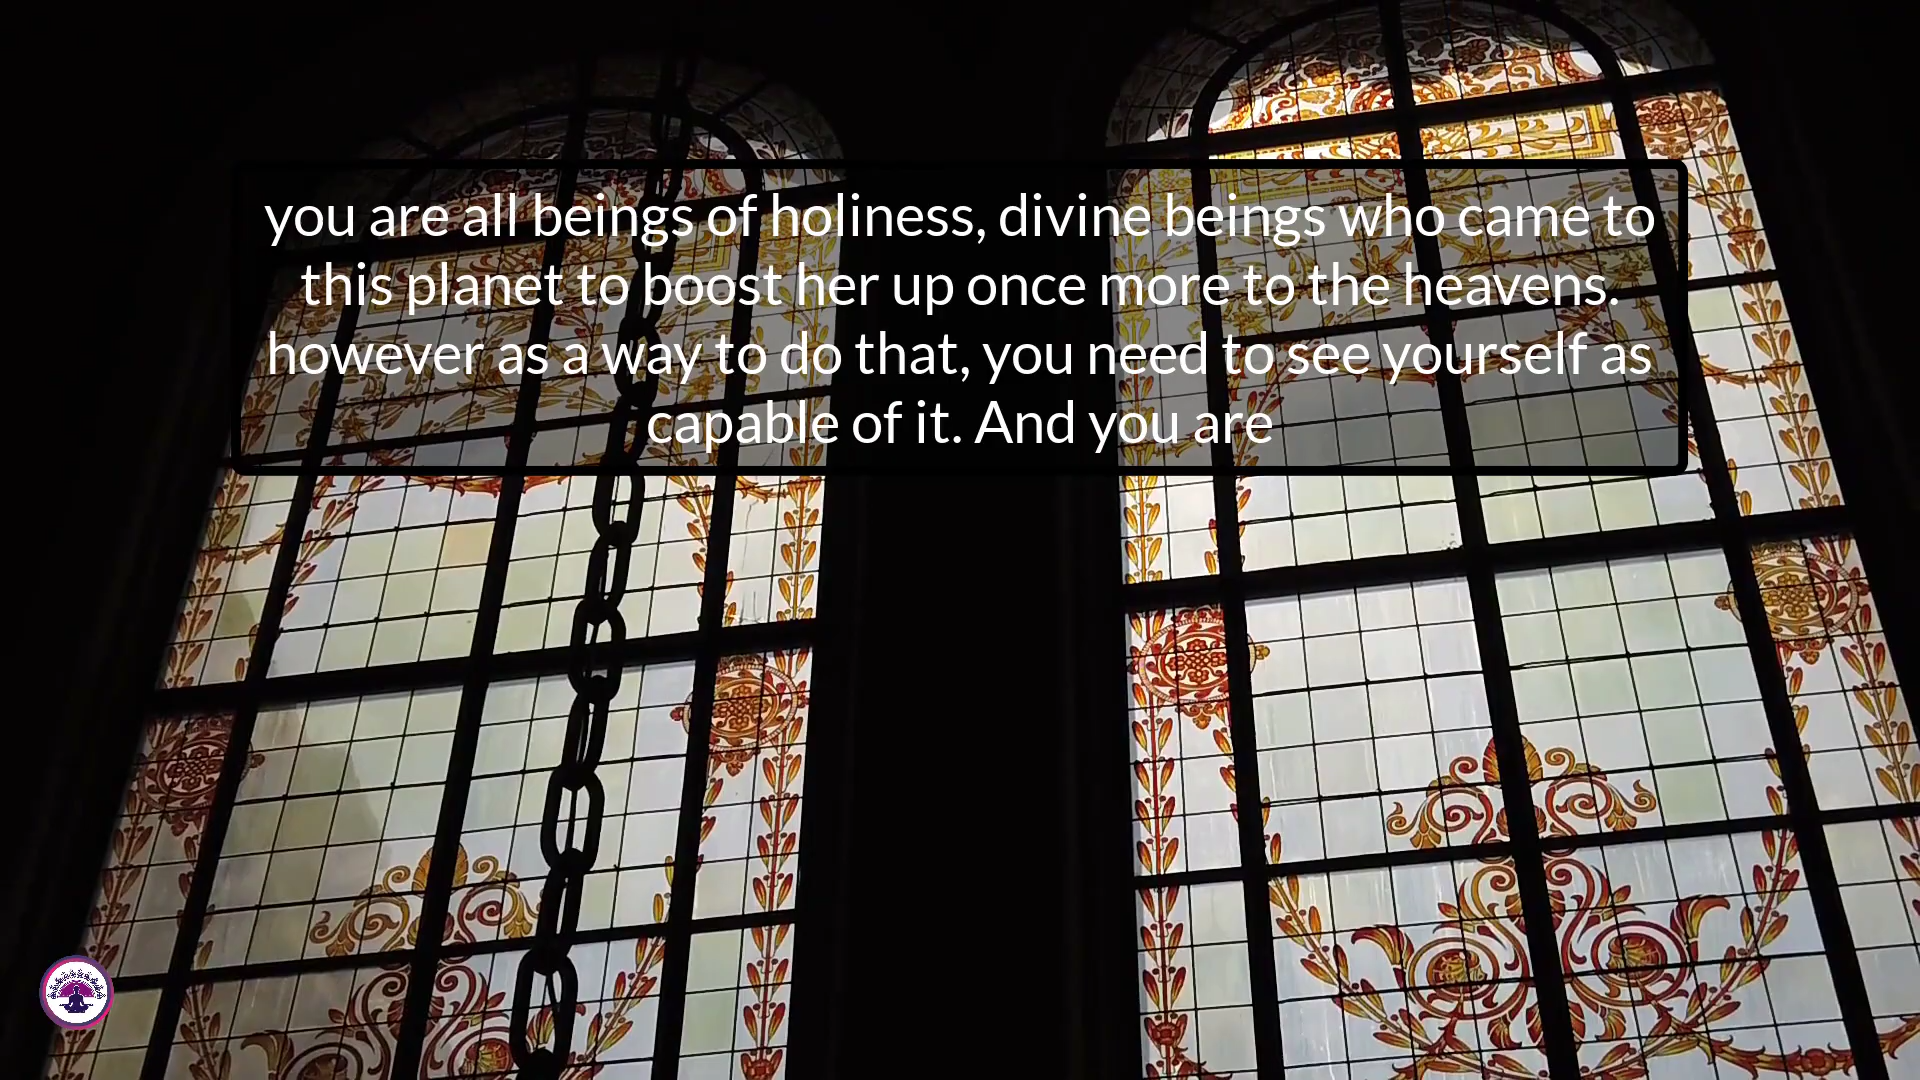 you are all beings of holiness, divine beings who came to
this planet to boost her up once more to the heavens.
however as a way to do that, you need to see yourself as
capable of it. And you are